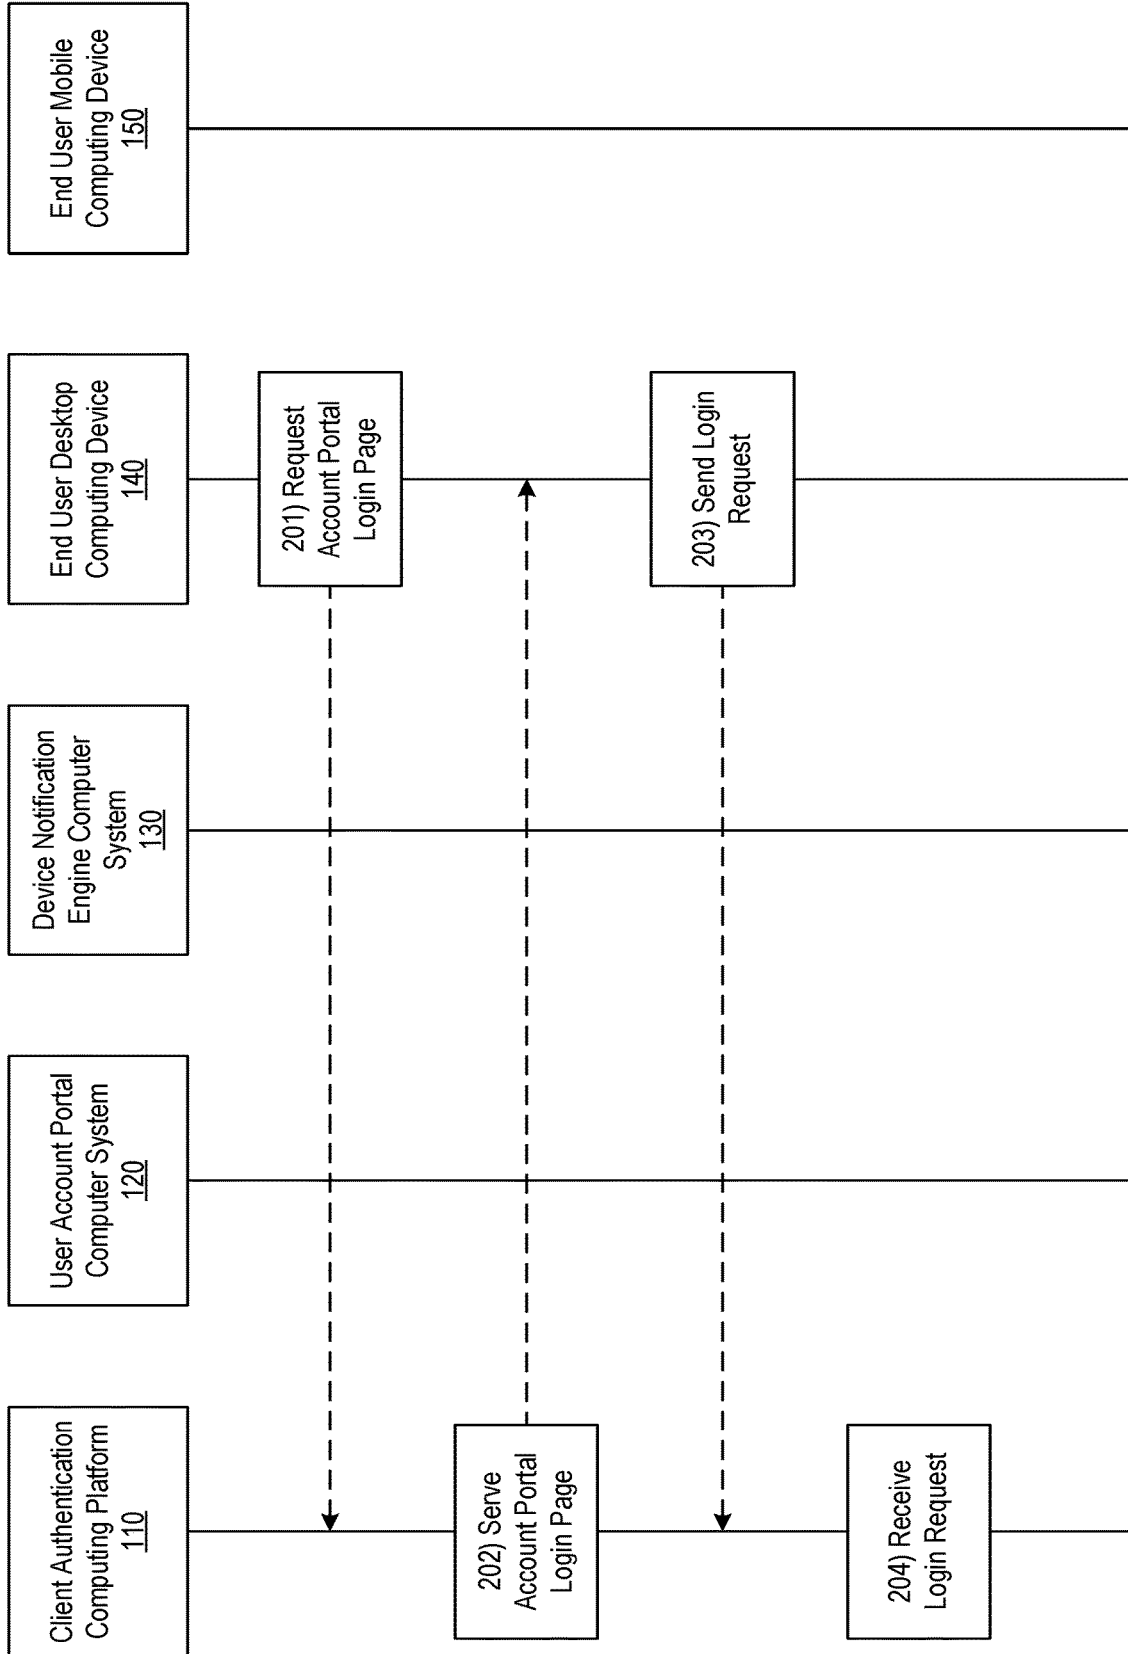 Client Authentication
Computing Platform
110
User Account Portal
Computer System
120
Device Notification
Engine Computer
System
130
End User Desktop
Computing Device
140
End User Mobile
Computing Device
150
201) Request
Account Portal
Login Page
202) Serve
Account Portal
Login Page
203) Send Login
Request
204) Receive
Login Request